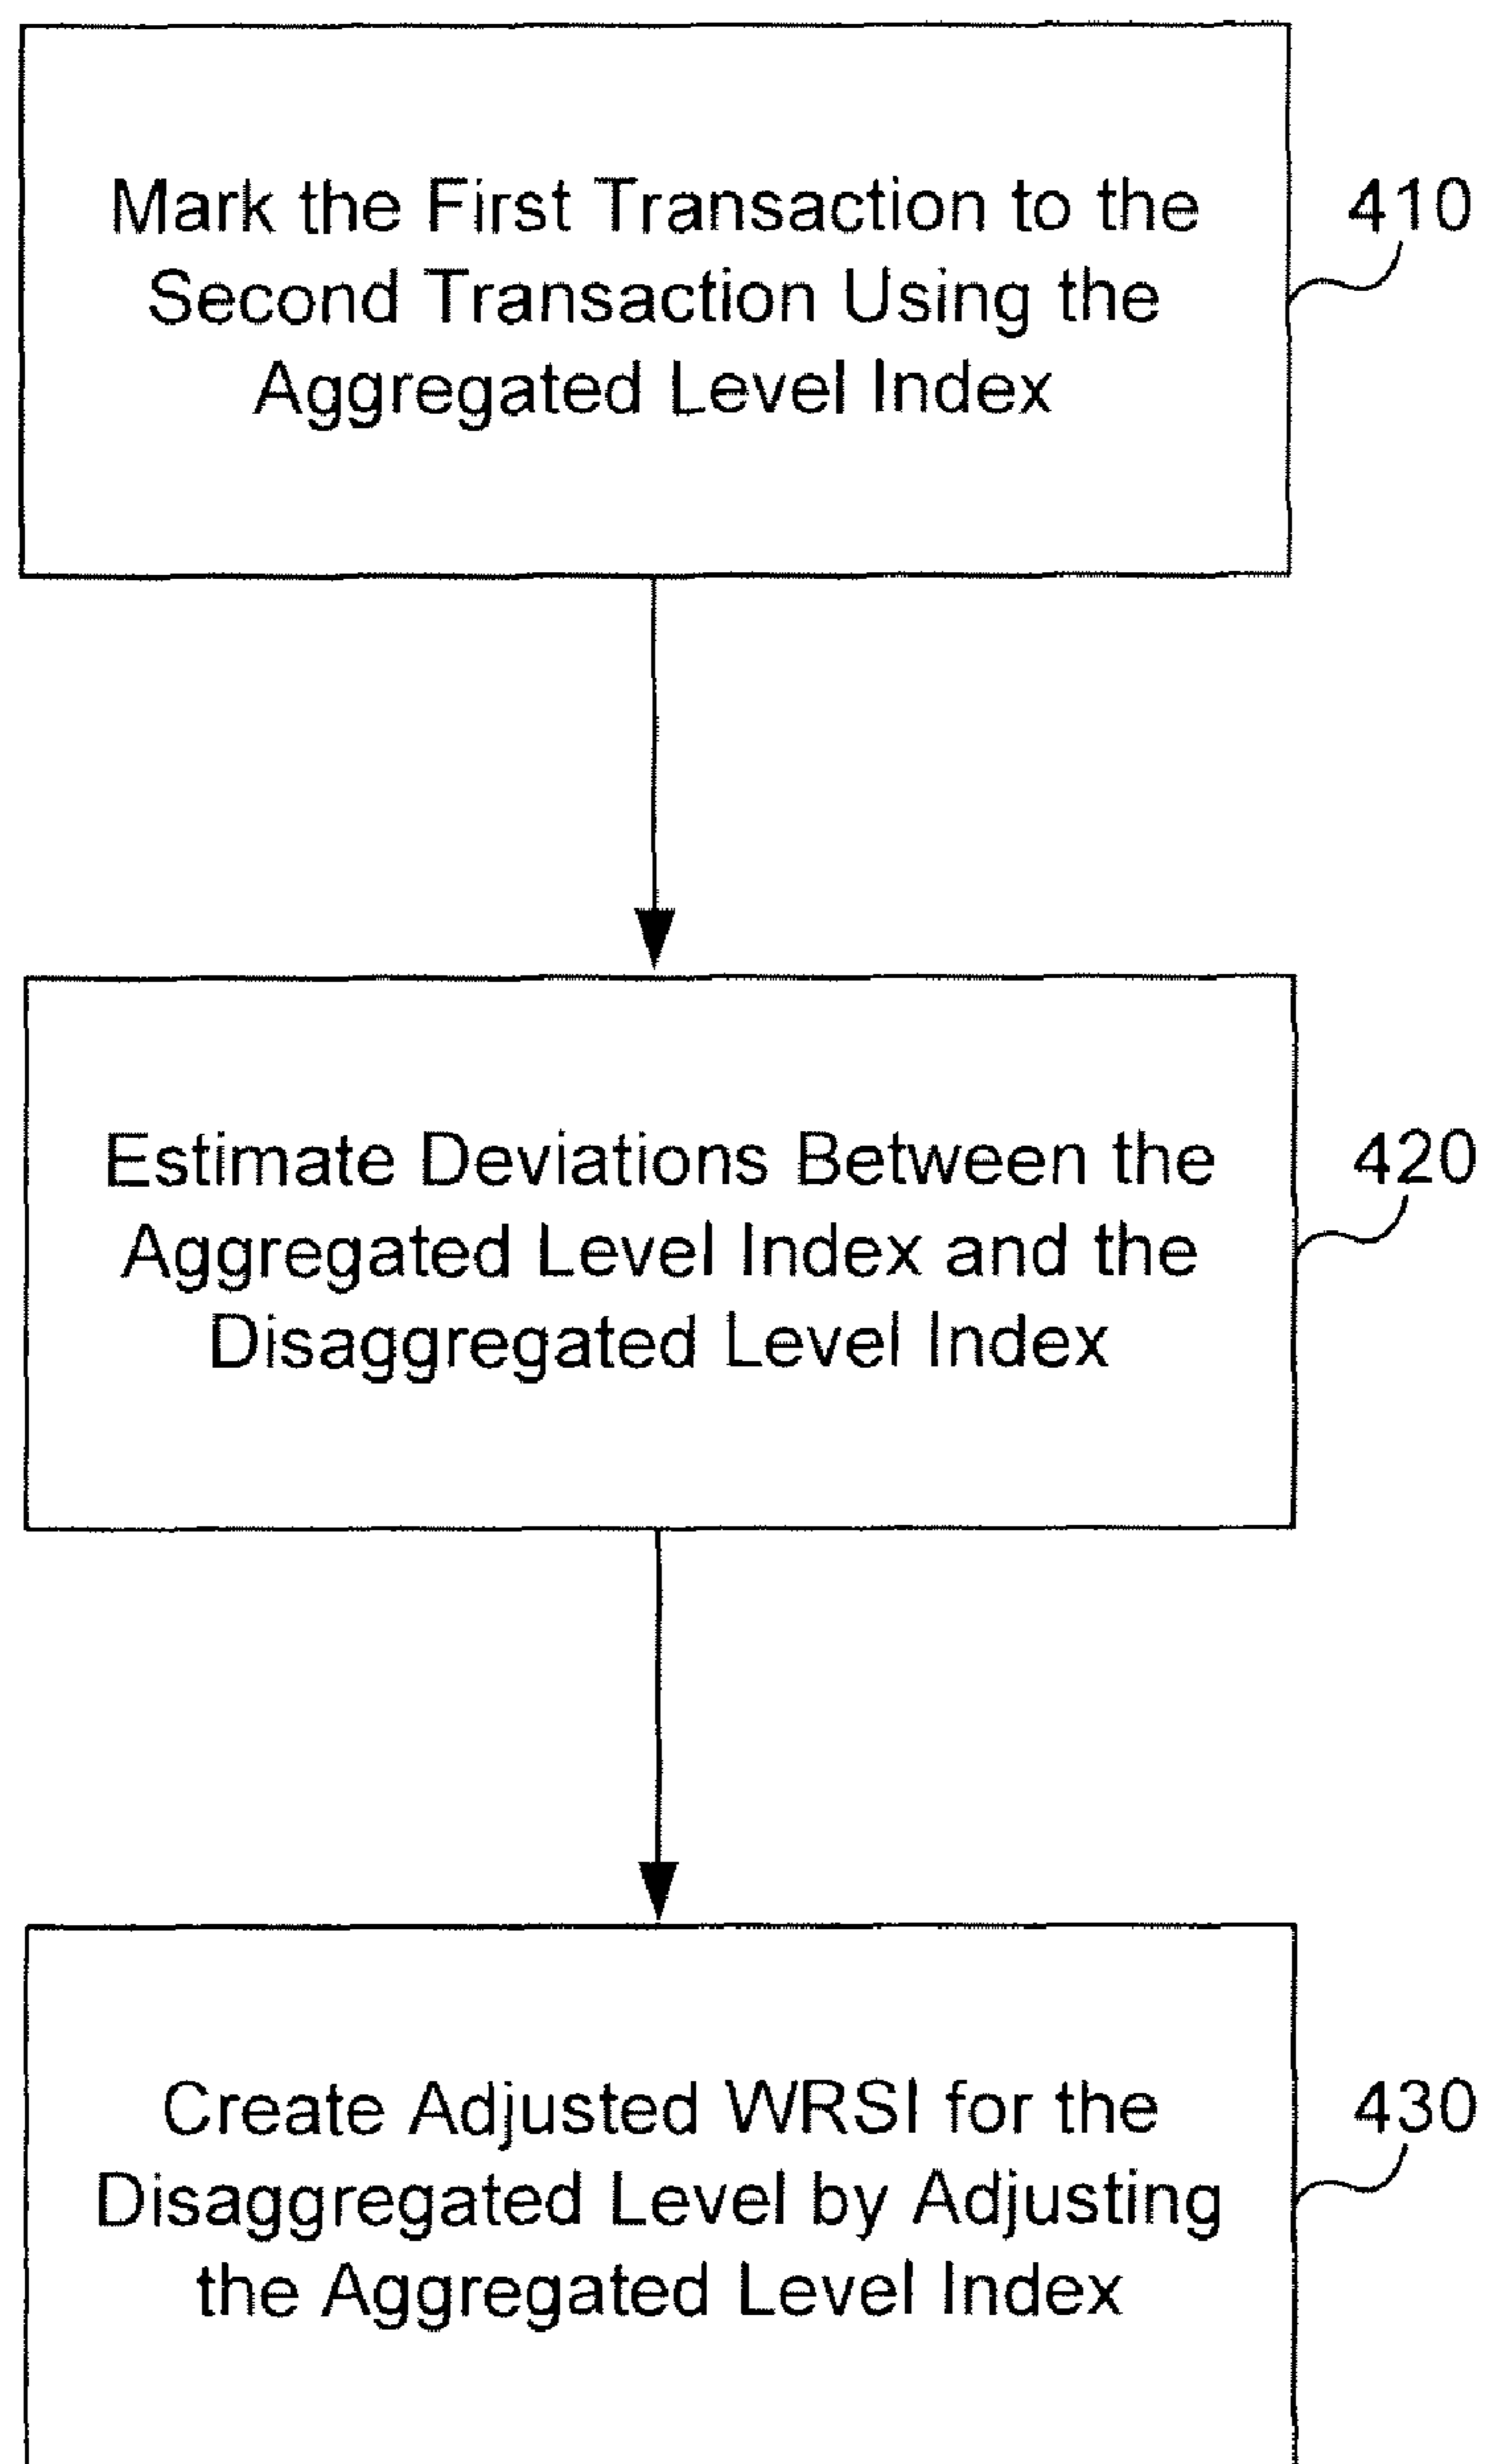 Mark the First Transaction to the
Second Transaction Using the
Aggregated Level Index
410
Estimate Deviations Between the
Aggregated Level Index and the
Disaggregated Level Index
420
Create Adjusted WRSI for the
Disaggregated Level by Adjusting
the Aggregated Level Index
430